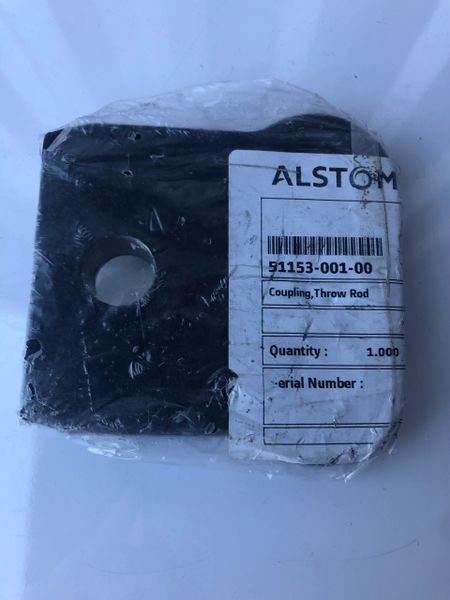 ALSTOM
51153-001-00
Coupling,Throw Rod
Quantity : 1.000
erial Number :